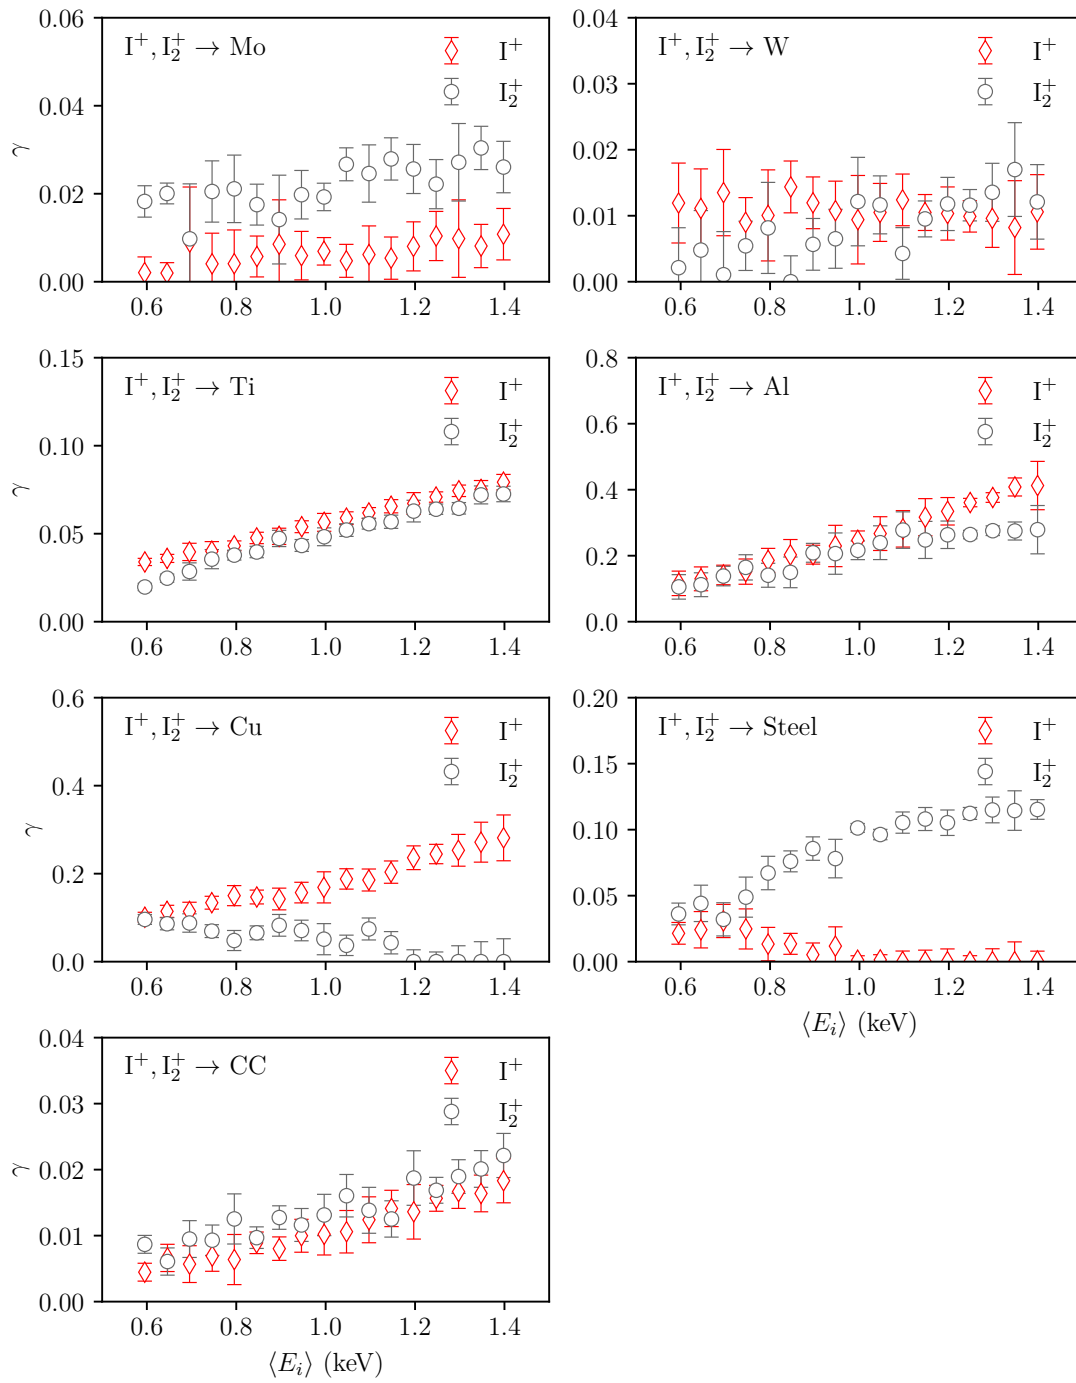 I⁺, I₂⁺ → Mo
I⁺
I₂⁺
γ
0.06
0.04
0.02
0.00
0.6 0.8 1.0 1.2 1.4
I⁺, I₂⁺ → W
I⁺
I₂⁺
0.04
0.03
0.02
0.01
0.00
0.6 0.8 1.0 1.2 1.4
I⁺, I₂⁺ → Ti
I⁺
I₂⁺
γ
0.15
0.10
0.05
0.00
0.6 0.8 1.0 1.2 1.4
I⁺, I₂⁺ → Al
I⁺
I₂⁺
0.8
0.6
0.4
0.2
0.0
0.6 0.8 1.0 1.2 1.4
I⁺, I₂⁺ → Cu
I⁺
I₂⁺
γ
0.6
0.4
0.2
0.0
0.6 0.8 1.0 1.2 1.4
I⁺, I₂⁺ → Steel
I⁺
I₂⁺
0.20
0.15
0.10
0.05
0.00
0.6 0.8 1.0 1.2 1.4
⟨Eᵢ⟩ (keV)
I⁺, I₂⁺ → CC
I⁺
I₂⁺
γ
0.04
0.03
0.02
0.01
0.00
0.6 0.8 1.0 1.2 1.4
⟨Eᵢ⟩ (keV)